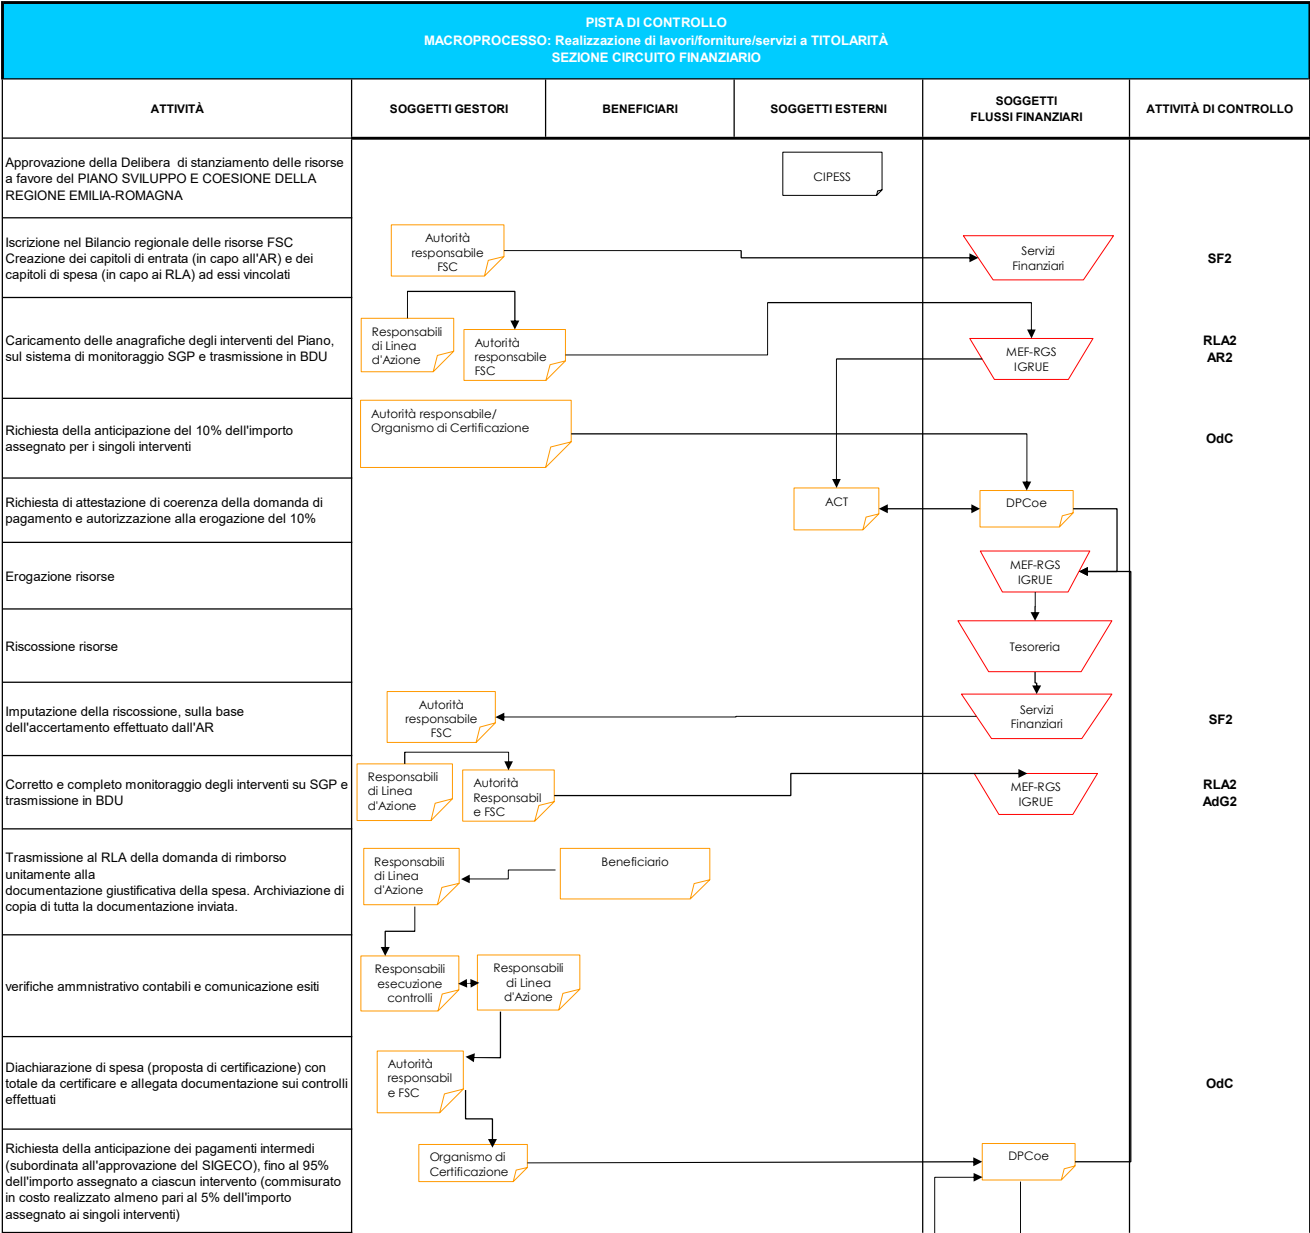 PISTA DI CONTROLLO
MACROPROCESSO: Realizzazione di lavori/forniture/servizi a TITOLARITÀ
SEZIONE CIRCUITO FINANZIARIO
ATTIVITÀ
SOGGETTI GESTORI
BENEFICIARI
SOGGETTI ESTERNI
SOGGETTI
FLUSSI FINANZIARI
ATTIVITÀ DI CONTROLLO
Approvazione della Delibera di stanziamento delle risorse
a favore del PIANO SVILUPPO E COESIONE DELLA
REGIONE EMILIA-ROMAGNA
CIPESS
Iscrizione nel Bilancio regionale delle risorse FSC
Creazione dei capitoli di entrata (in capo all'AR) e dei
capitoli di spesa (in capo ai RLA) ad essi vincolati
Autorità
responsabile
FSC
Servizi
Finanziari
SF2
Caricamento delle anagrafiche degli interventi del Piano,
sul sistema di monitoraggio SGP e trasmissione in BDU
Responsabili
di Linea
d'Azione
Autorità
responsabile
FSC
MEF-RGS
IGRUE
RLA2
AR2
Richiesta della anticipazione del 10% dell'importo
assegnato per i singoli interventi
Autorità responsabile/
Organismo di Certificazione
OdC
Richiesta di attestazione di coerenza della domanda di
pagamento e autorizzazione alla erogazione del 10%
ACT
DPCoe
Erogazione risorse
MEF-RGS
IGRUE
Riscossione risorse
Tesoreria
Imputazione della riscossione, sulla base
dell'accertamento effettuato dall'AR
Autorità
responsabile
FSC
Servizi
Finanziari
SF2
Corretto e completo monitoraggio degli interventi su SGP e
trasmissione in BDU
Responsabili
di Linea
d'Azione
Autorità
Responsabil
e FSC
MEF-RGS
IGRUE
RLA2
AdG2
Trasmissione al RLA della domanda di rimborso
unitamente alla
documentazione giustificativa della spesa. Archiviazione di
copia di tutta la documentazione inviata.
Responsabili
di Linea
d'Azione
Beneficiario
verifiche ammnistrativo contabili e comunicazione esiti
Responsabili
esecuzione
controlli
Responsabili
di Linea
d'Azione
Diachiarazione di spesa (proposta di certificazione) con
totale da certificare e allegata documentazione sui controlli
effettuati
Autorità
responsabil
e FSC
OdC
Richiesta della anticipazione dei pagamenti intermedi
(subordinata all'approvazione del SIGECO), fino al 95%
dell'importo assegnato a ciascun intervento (commisurato
in costo realizzato almeno pari al 5% dell'importo
assegnato ai singoli interventi)
Organismo di
Certificazione
DPCoe